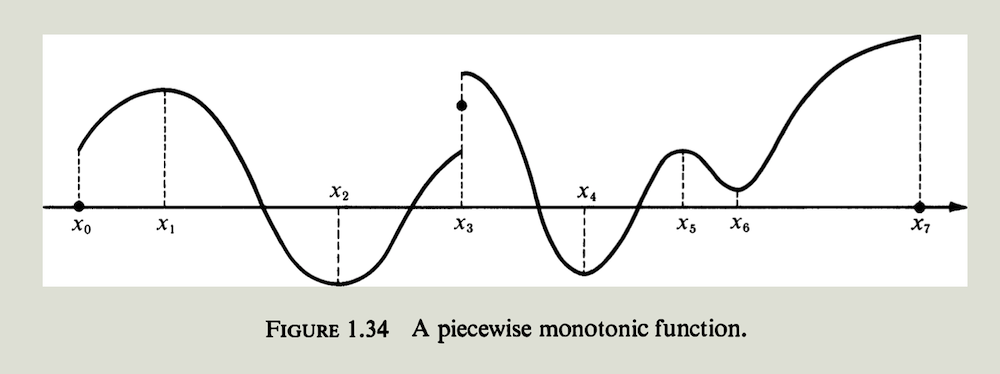 x₂ x₄
x₀ x₁ x₃ x₅ x₆ x₇
FIGURE 1.34 A piecewise monotonic function.